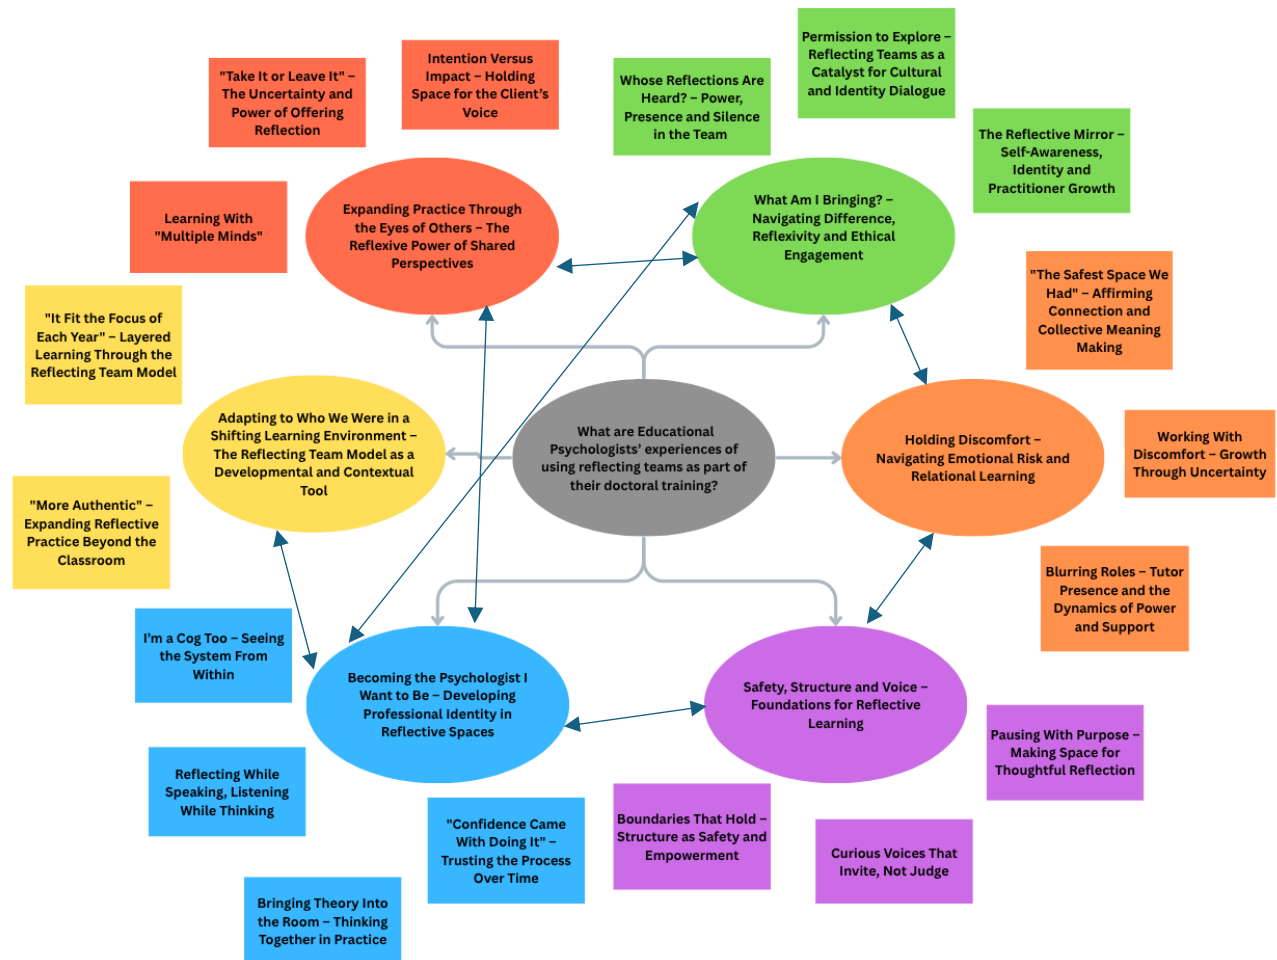 "Take It or Leave It" –
The Uncertainty and
Power of Offering
Reflection
Intention Versus
Impact – Holding
Space for the Client's
Voice
Whose Reflections Are
Heard? – Power,
Presence and Silence
in the Team
Permission to Explore –
Reflecting Teams as a
Catalyst for Cultural
and Identity Dialogue
The Reflective Mirror –
Self-Awareness,
Identity and
Practitioner Growth
Learning With
"Multiple Minds"
Expanding Practice Through
the Eyes of Others – The
Reflexive Power of Shared
Perspectives
What Am I Bringing? –
Navigating Difference,
Reflexivity and Ethical
Engagement
"The Safest Space We
Had" – Affirming
Connection and
Collective Meaning
Making
"It Fit the Focus of
Each Year" – Layered
Learning Through the
Reflecting Team Model
Adapting to Who We Were in a
Shifting Learning Environment –
The Reflecting Team Model as a
Developmental and Contextual
Tool
What are Educational
Psychologists' experiences of
using reflecting teams as part of
their doctoral training?
Holding Discomfort –
Navigating Emotional Risk and
Relational Learning
Working With
Discomfort – Growth
Through Uncertainty
"More Authentic" –
Expanding Reflective
Practice Beyond the
Classroom
Blurring Roles – Tutor
Presence and the
Dynamics of Power
and Support
I'm a Cog Too – Seeing
the System From
Within
Becoming the Psychologist I
Want to Be – Developing
Professional Identity in
Reflective Spaces
Safety, Structure and Voice –
Foundations for Reflective
Learning
Pausing With Purpose –
Making Space for
Thoughtful Reflection
Reflecting While
Speaking, Listening
While Thinking
"Confidence Came
With Doing It" –
Trusting the Process
Over Time
Boundaries That Hold –
Structure as Safety and
Empowerment
Curious Voices That
Invite, Not Judge
Bringing Theory Into
the Room – Thinking
Together in Practice